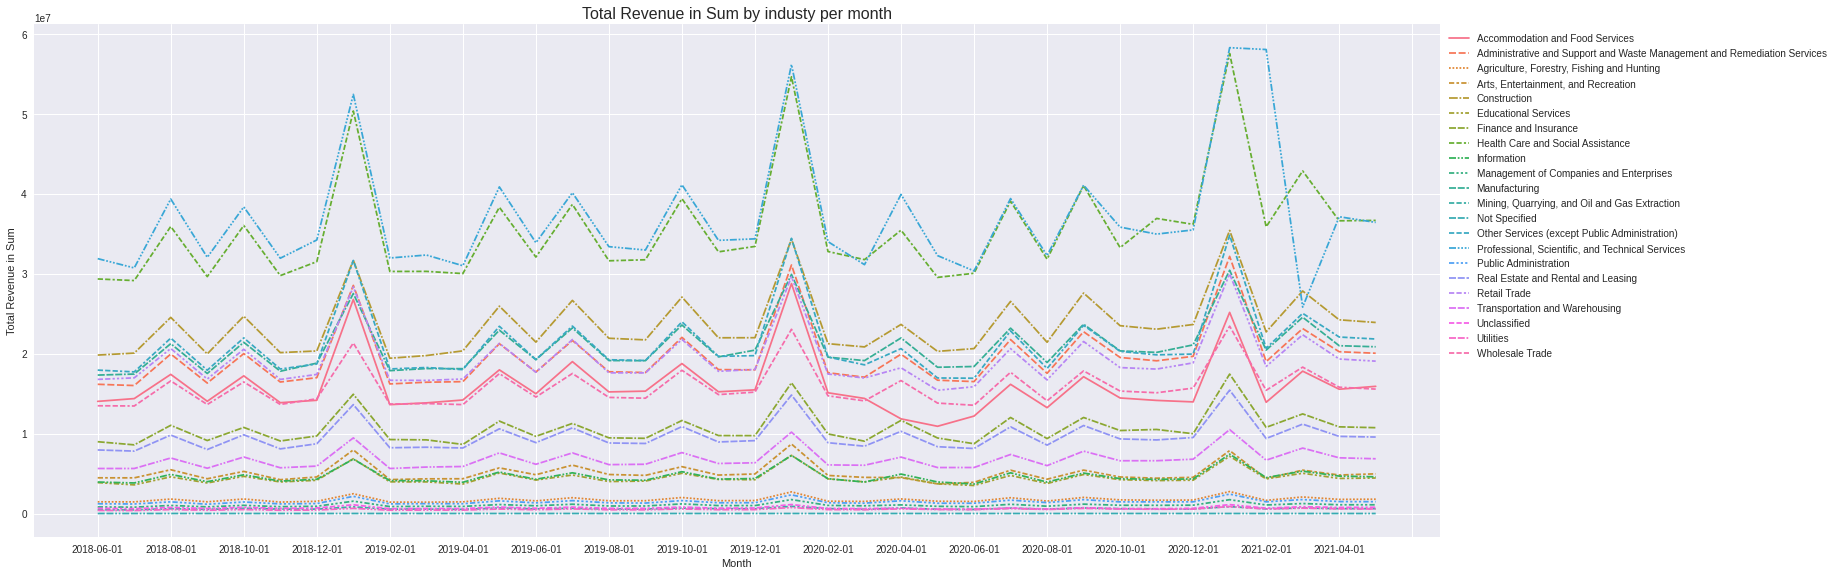 Total Revenue in Sum by industy per month
1e7
6
5
4
3
2
1
0
Total Revenue in Sum
2018-06-01 2018-08-01 2018-10-01 2018-12-01 2019-02-01 2019-04-01 2019-06-01 2019-08-01 2019-10-01 2019-12-01 2020-02-01 2020-04-01 2020-06-01 2020-08-01 2020-10-01 2020-12-01 2021-02-01 2021-04-01
Month
Accommodation and Food Services
Administrative and Support and Waste Management and Remediation Services
Agriculture, Forestry, Fishing and Hunting
Arts, Entertainment, and Recreation
Construction
Educational Services
Finance and Insurance
Health Care and Social Assistance
Information
Management of Companies and Enterprises
Manufacturing
Mining, Quarrying, and Oil and Gas Extraction
Not Specified
Other Services (except Public Administration)
Professional, Scientific, and Technical Services
Public Administration
Real Estate and Rental and Leasing
Retail Trade
Transportation and Warehousing
Unclassified
Utilities
Wholesale Trade